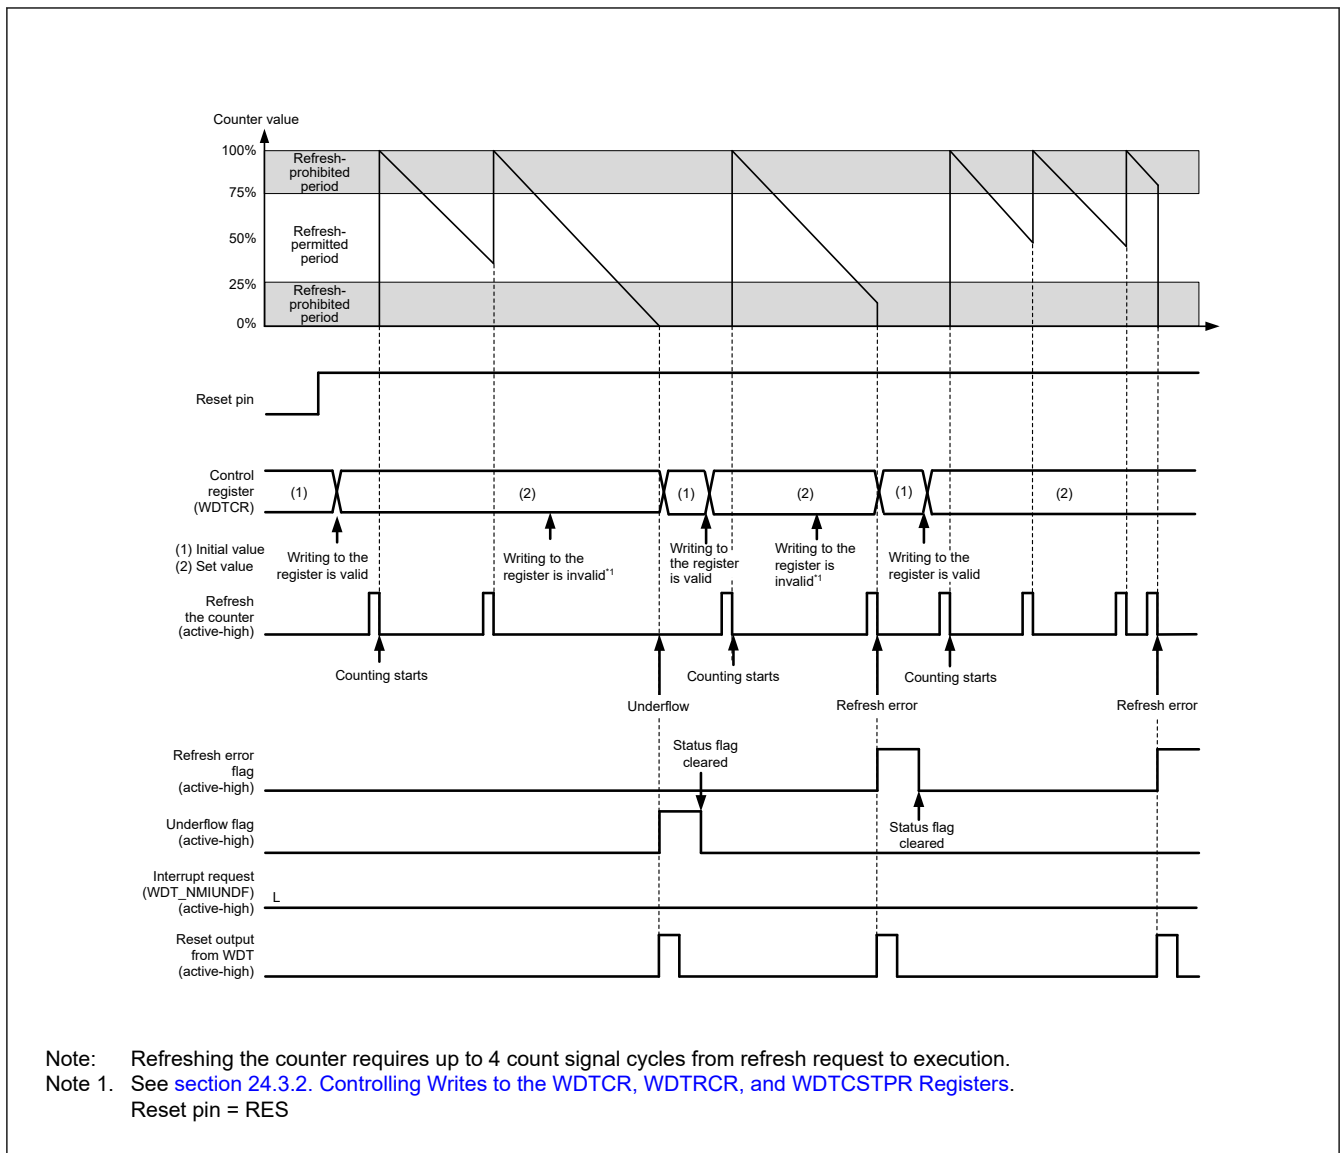 Counter value
100%
Refresh-
prohibited
period
75%
Refresh-
permitted
period
50%
25%
Refresh-
prohibited
period
0%
Reset pin
Control
register
(WDTCR)
(1)
(2)
(1)
(2)
(1)
(2)
(1) Initial value
(2) Set value
Writing to the
register is valid
Writing to the
register is invalid*1
Writing to
the register
is valid
Writing to the
register is
invalid*1
Writing to the
register is valid
Refresh
the counter
(active-high)
Counting starts
Counting starts
Counting starts
Underflow
Refresh error
Refresh error
Refresh error
flag
(active-high)
Status flag
cleared
Underflow flag
(active-high)
Status flag
cleared
Interrupt request
(WDT_NMIUNDF)
(active-high)
L
Reset output
from WDT
(active-high)
Note: Refreshing the counter requires up to 4 count signal cycles from refresh request to execution.
Note 1. See section 24.3.2. Controlling Writes to the WDTCR, WDTRCR, and WDTCSTPR Registers.
Reset pin = RES